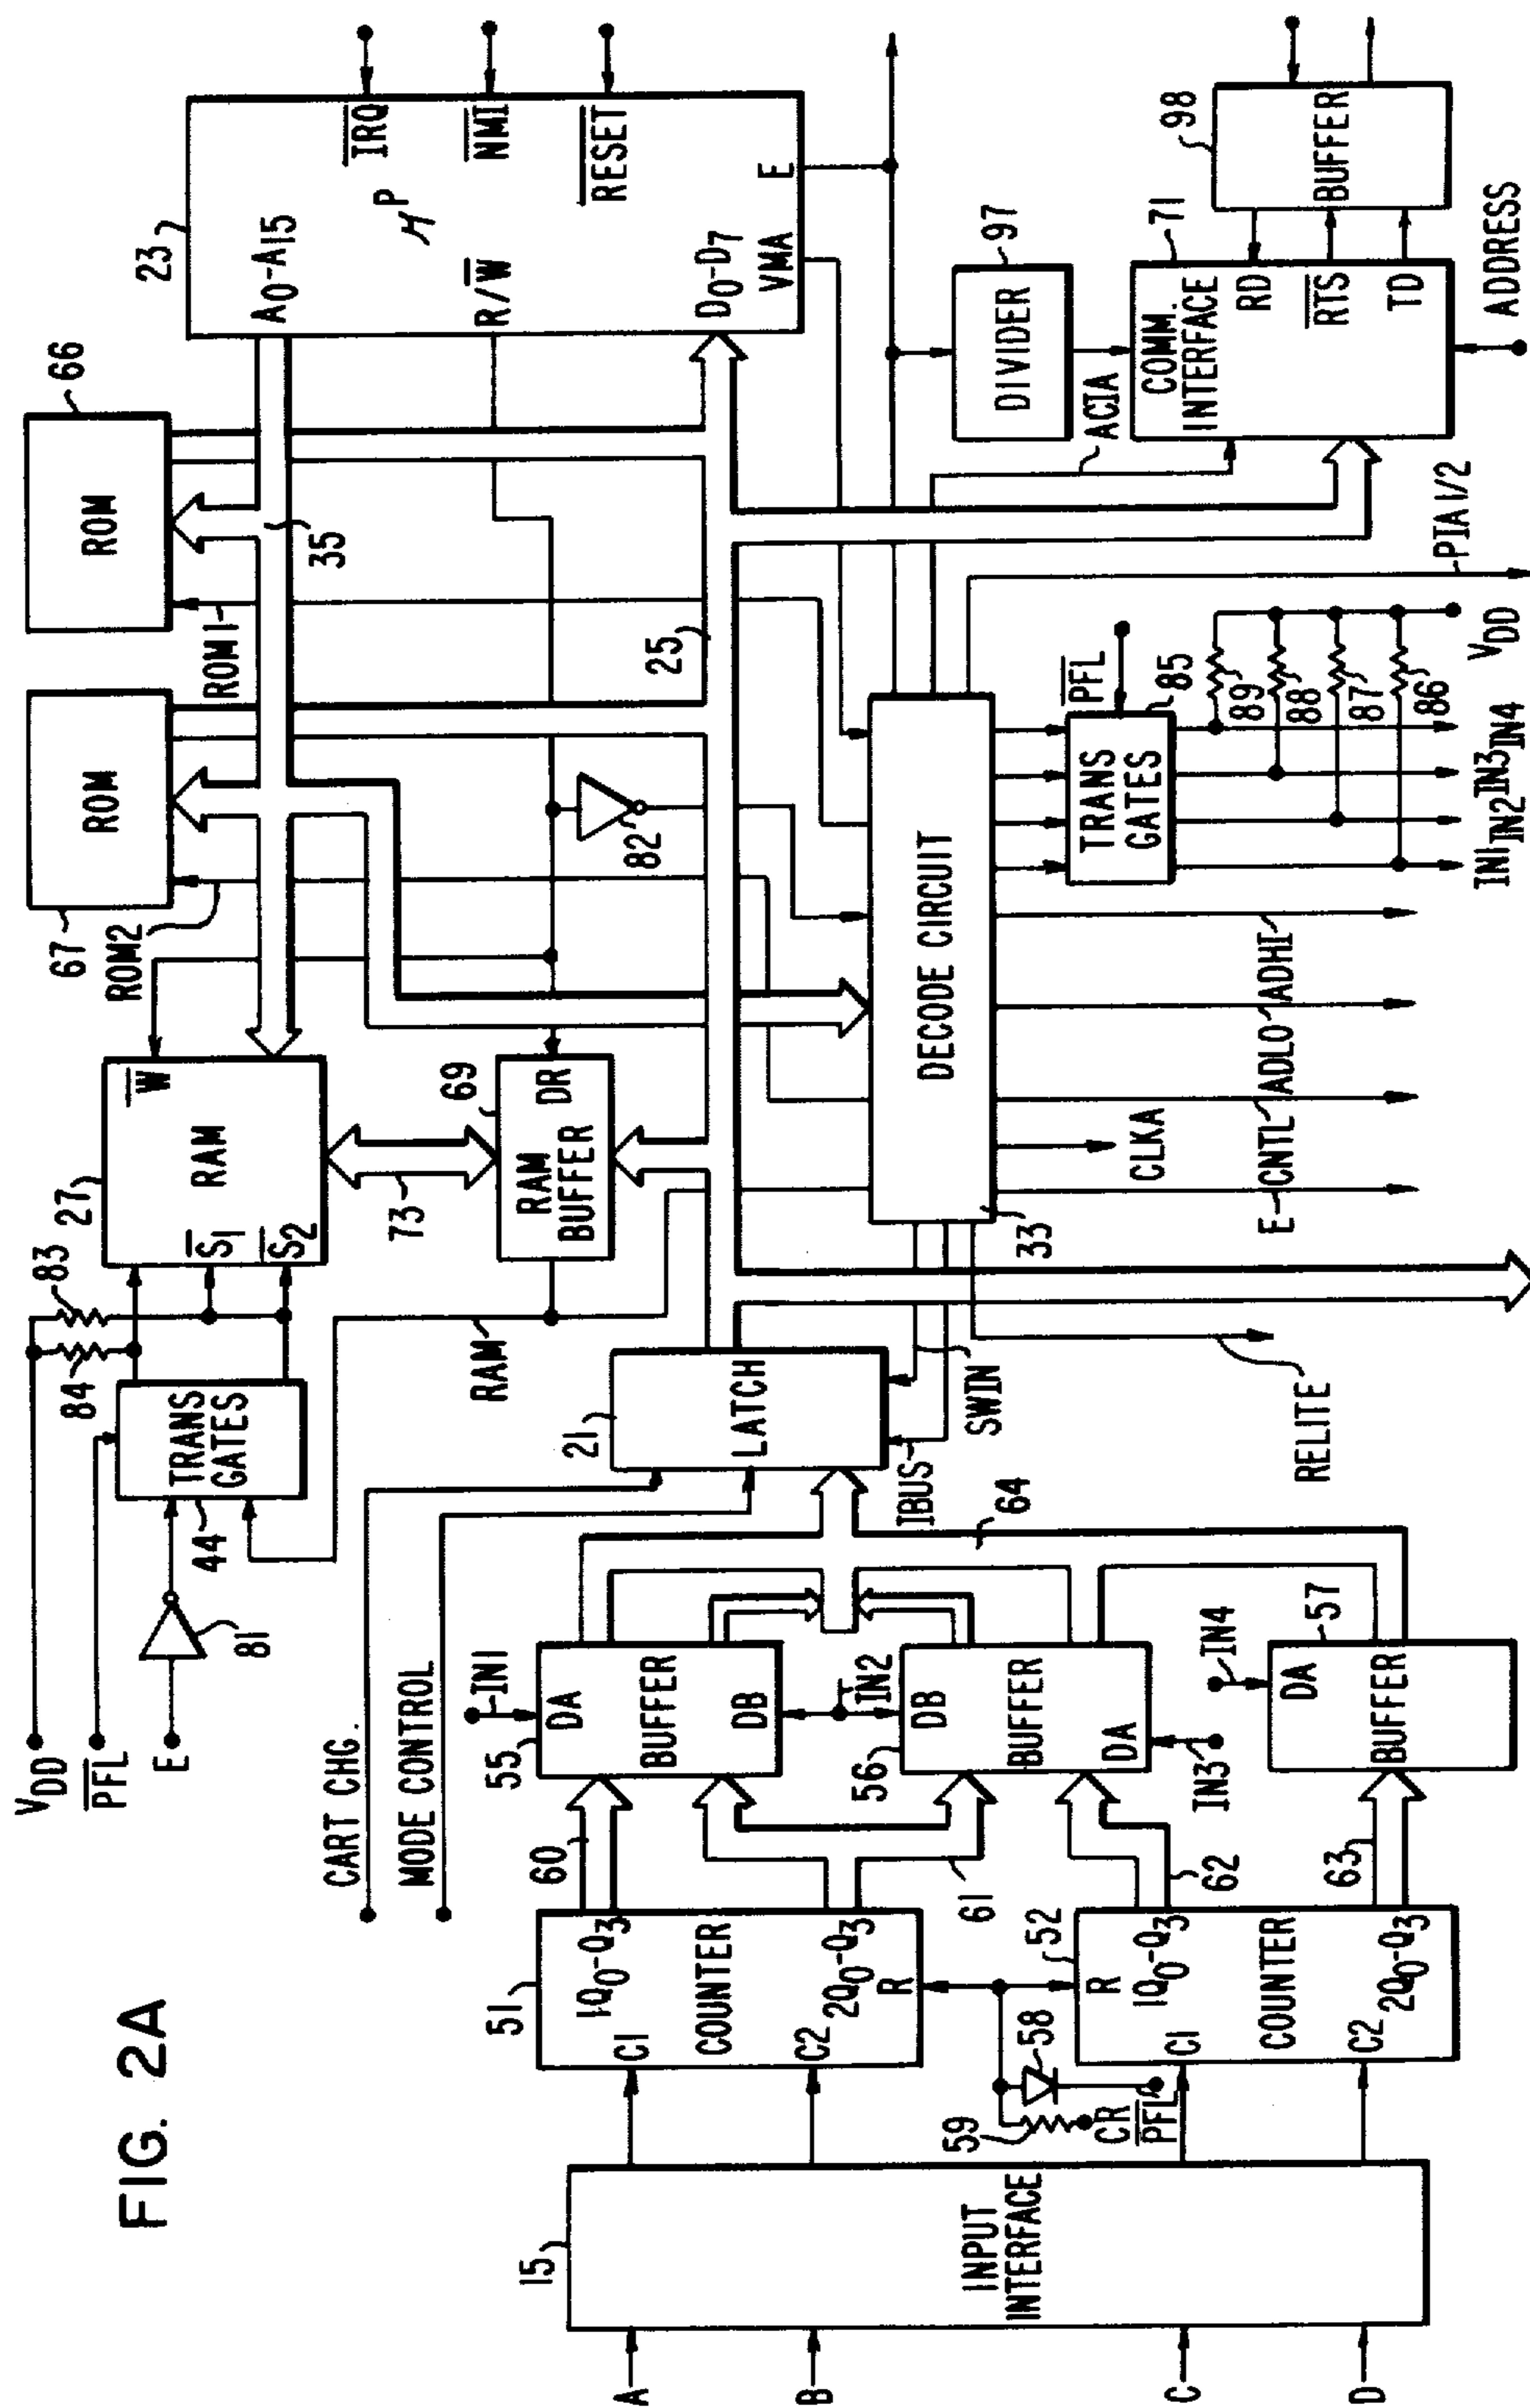 FIG. 2A
VDD
PFL
E
81
44
TRANS
GATES
84
83
27
RAM
W
S1
S2
67
ROM
ROM2
66
ROM
ROM1
35
23
A0-A15
R/W
μP
IRQ
NMI
RESET
D0-D7
VMA
E
73
69
RAM
BUFFER
DR
RAM
82
25
CART CHG.
MODE CONTROL
21
LATCH
IBUS
SWIN
RELITE
33
DECODE CIRCUIT
E-CNTL
CLKA
ADLO
ADHI
TRANS
GATES
PFL
85
89
88
87
86
VDD
IN1
IN2
IN3
IN4
PIA 1/2
ACIA
DIVIDER
97
COMM.
INTERFACE
71
RD
RTS
TD
ADDRESS
98
BUFFER
A
B
C
D
15
INPUT
INTERFACE
51
C1
C2
COUNTER
1Q0-Q3
2Q0-Q3
R
60
61
58
59
CR
PFL
52
R
C1
C2
COUNTER
1Q0-Q3
2Q0-Q3
62
63
55
IN1
DA
BUFFER
DB
IN2
56
DB
BUFFER
DA
IN3
IN4
57
DA
BUFFER
64